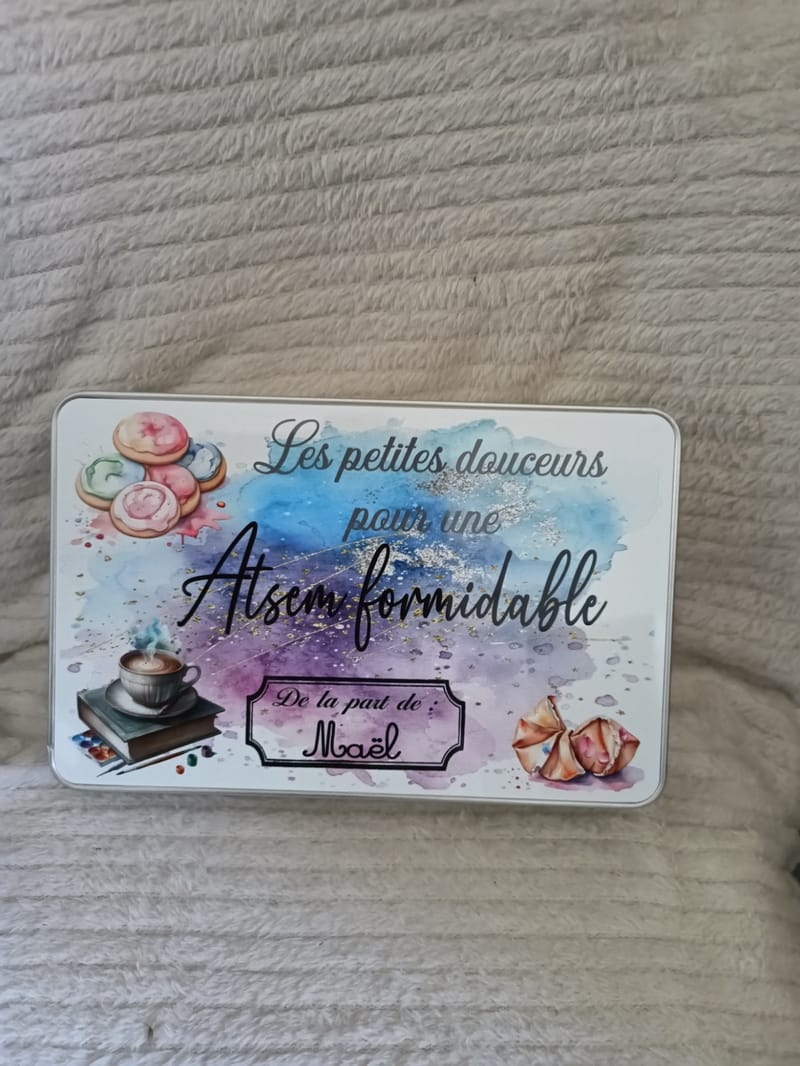 Les petites douceurs
pour une
Atsem formidable
De la part de :
Maël